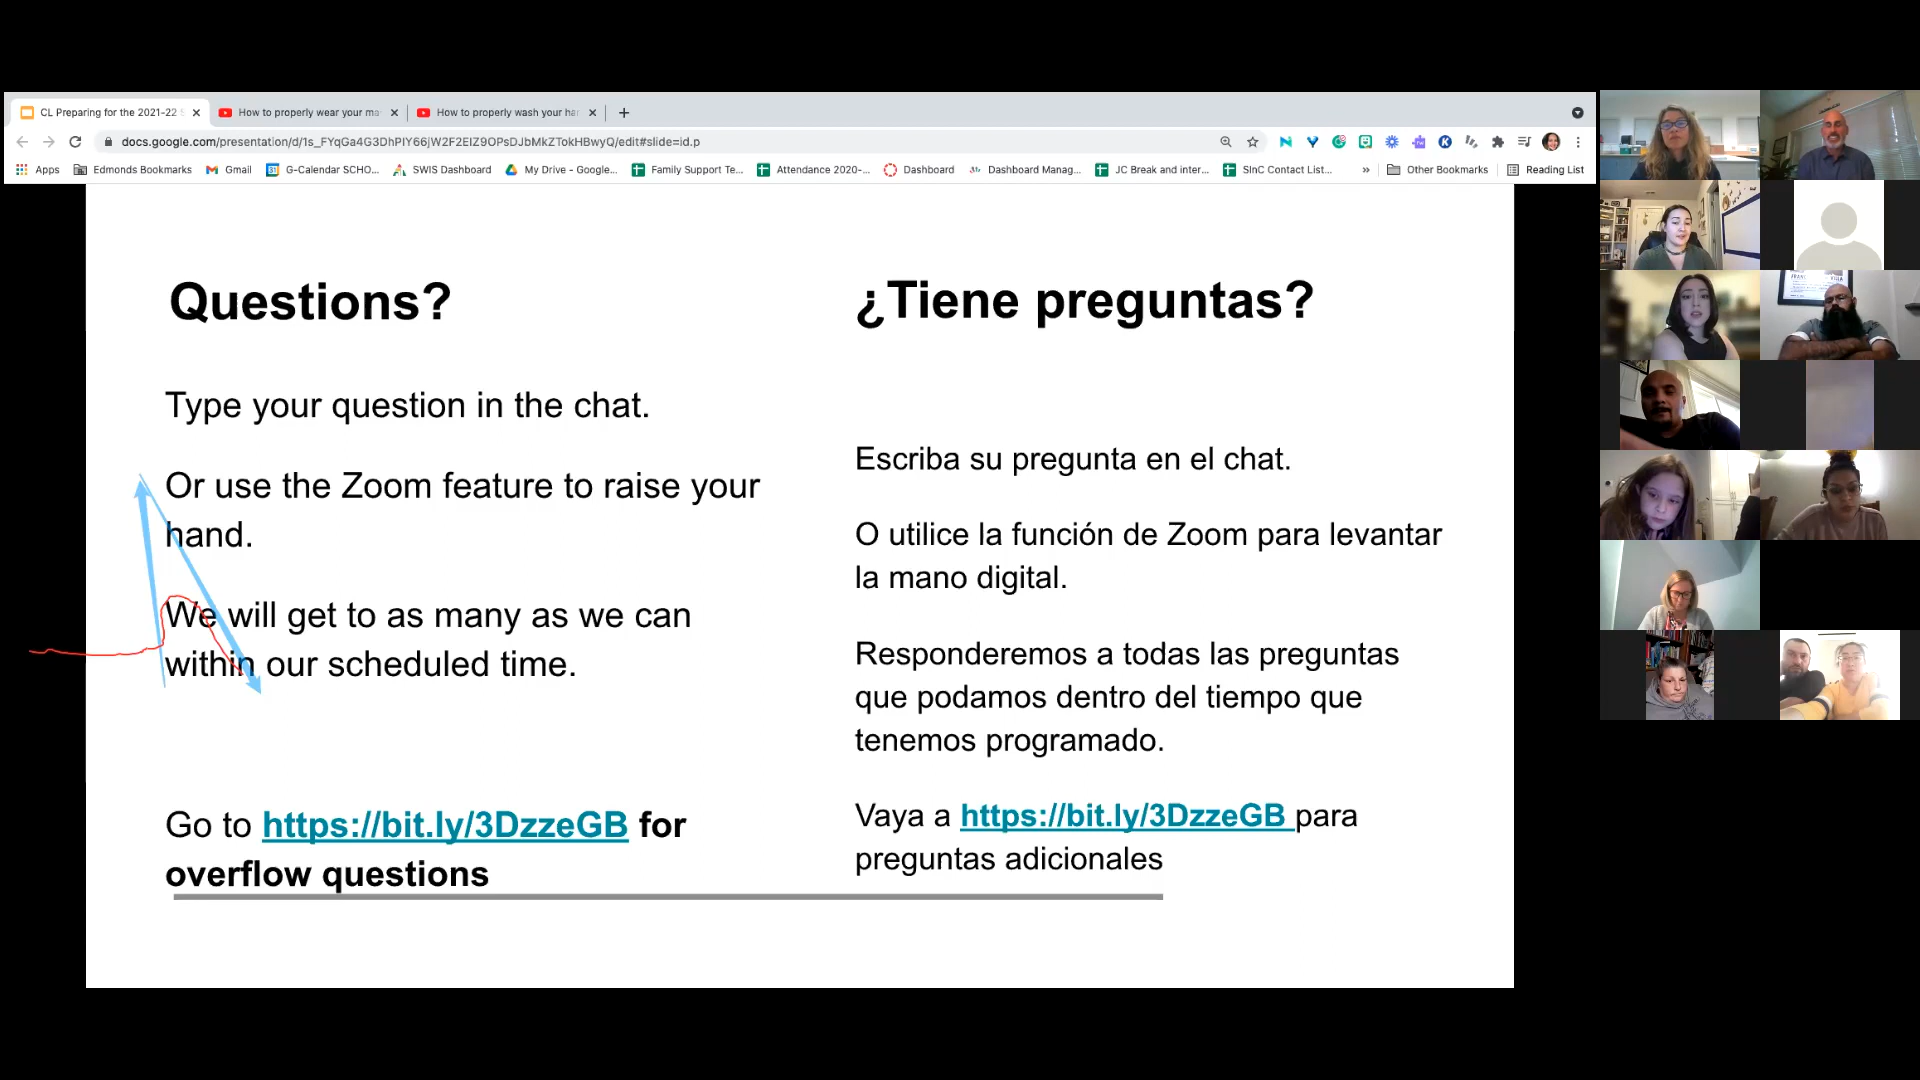 CL Preparing for the 2021-22
How to properly wear your ma
How to properly wash your ha
docs.google.com/presentation/d/1s_FYqGa4G3DhPIY66jW2F2EIZ9OPsDJbMkZTokHBwyQ/edit#slide=id.p
Apps
Edmonds Bookmarks
Gmail
G-Calendar SCHO...
SWIS Dashboard
My Drive - Google...
Family Support Te...
Attendance 2020-...
Dashboard
Dashboard Manag...
JC Break and inter...
SInC Contact List...
»
Other Bookmarks
Reading List
Questions?
Type your question in the chat.
Or use the Zoom feature to raise your
hand.
We will get to as many as we can
within our scheduled time.
Go to https://bit.ly/3DzzeGB for
overflow questions
¿Tiene preguntas?
Escriba su pregunta en el chat.
O utilice la función de Zoom para levantar
la mano digital.
Responderemos a todas las preguntas
que podamos dentro del tiempo que
tenemos programado.
Vaya a https://bit.ly/3DzzeGB para
preguntas adicionales